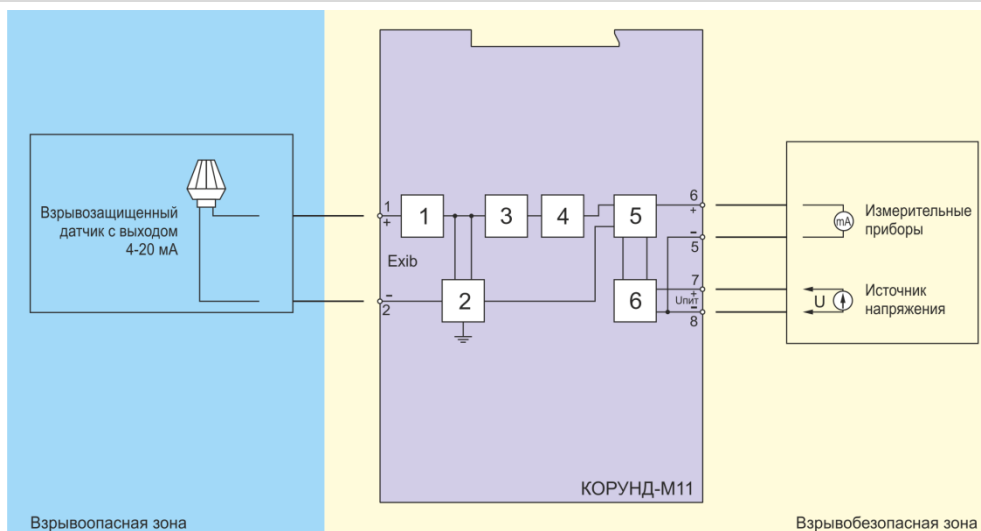 Взрывозащищенный
датчик с выходом
4-20 мА
1
+
Exib
–
2
1
2
3
4
5
6
6
+
–
5
7
+
Uпит
–
8
mA
Измерительные
приборы
U
Источник
напряжения
КОРУНД-М11
Взрывоопасная зона
Взрывобезопасная зона